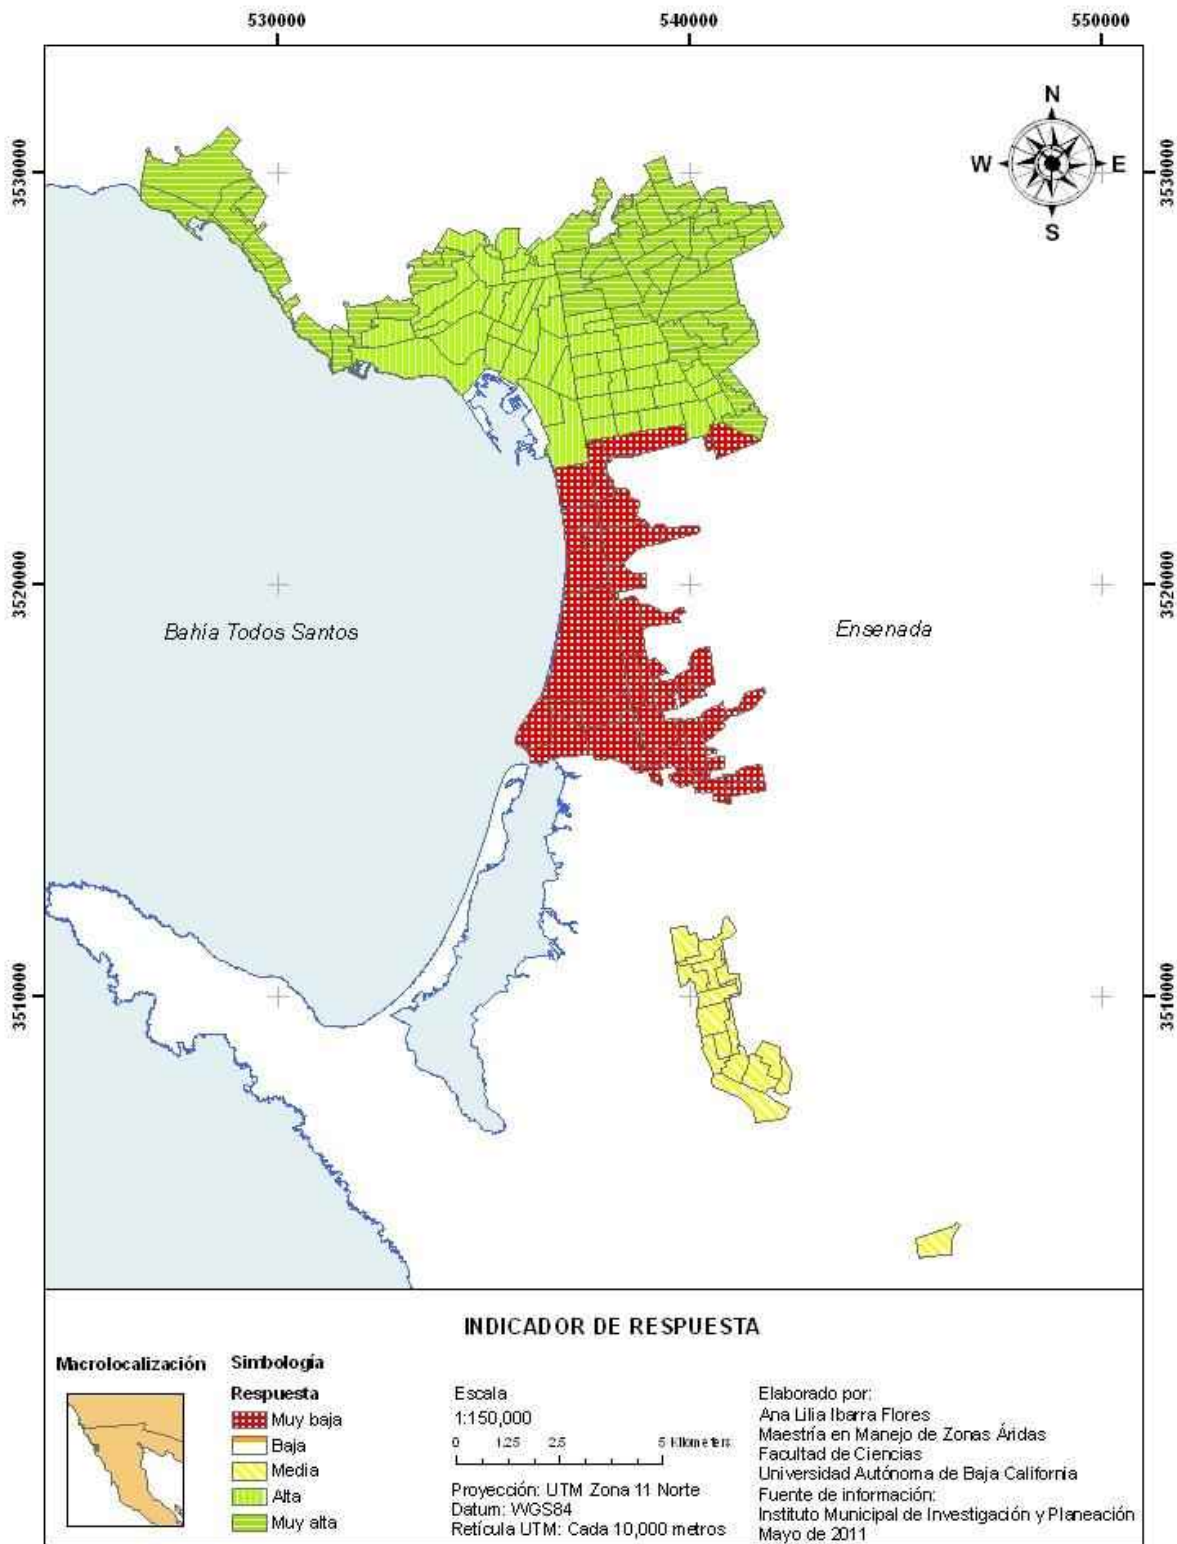 530000
540000
550000
N
W
E
S
3530000
3530000
3520000
3520000
Bahía Todos Santos
Ensenada
3510000
3510000
INDICADOR DE RESPUESTA
Macrolocalización
Simbología
Respuesta
Muy baja
Baja
Media
Alta
Muy alta
Escala
1:150,000
0 1.25 2.5 5 Kilometers
Proyección: UTM Zona 11 Norte
Datum: WGS84
Retícula UTM: Cada 10,000 metros
Elaborado por:
Ana Lilia Ibarra Flores
Maestría en Manejo de Zonas Áridas
Facultad de Ciencias
Universidad Autónoma de Baja California
Fuente de información:
Instituto Municipal de Investigación y Planeación
Mayo de 2011